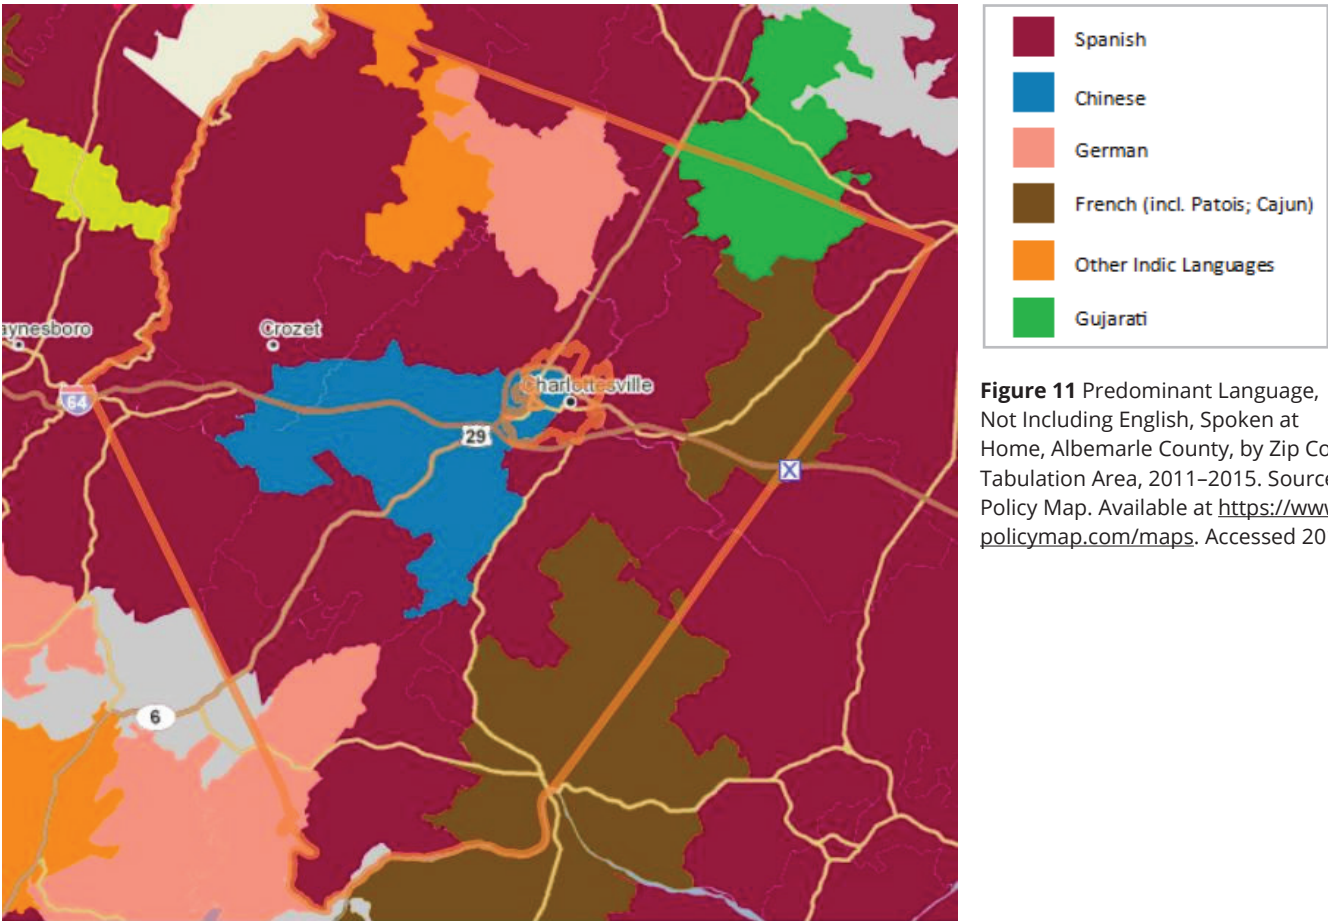 Spanish
Chinese
German
French (incl. Patois; Cajun)
Other Indic Languages
Gujarati
aynesboro
Crozet
Charlottesville
64
29
X
6
Figure 11 Predominant Language,
Not Including English, Spoken at
Home, Albemarle County, by Zip Co
Tabulation Area, 2011–2015. Source
Policy Map. Available at https://ww
policymap.com/maps. Accessed 20